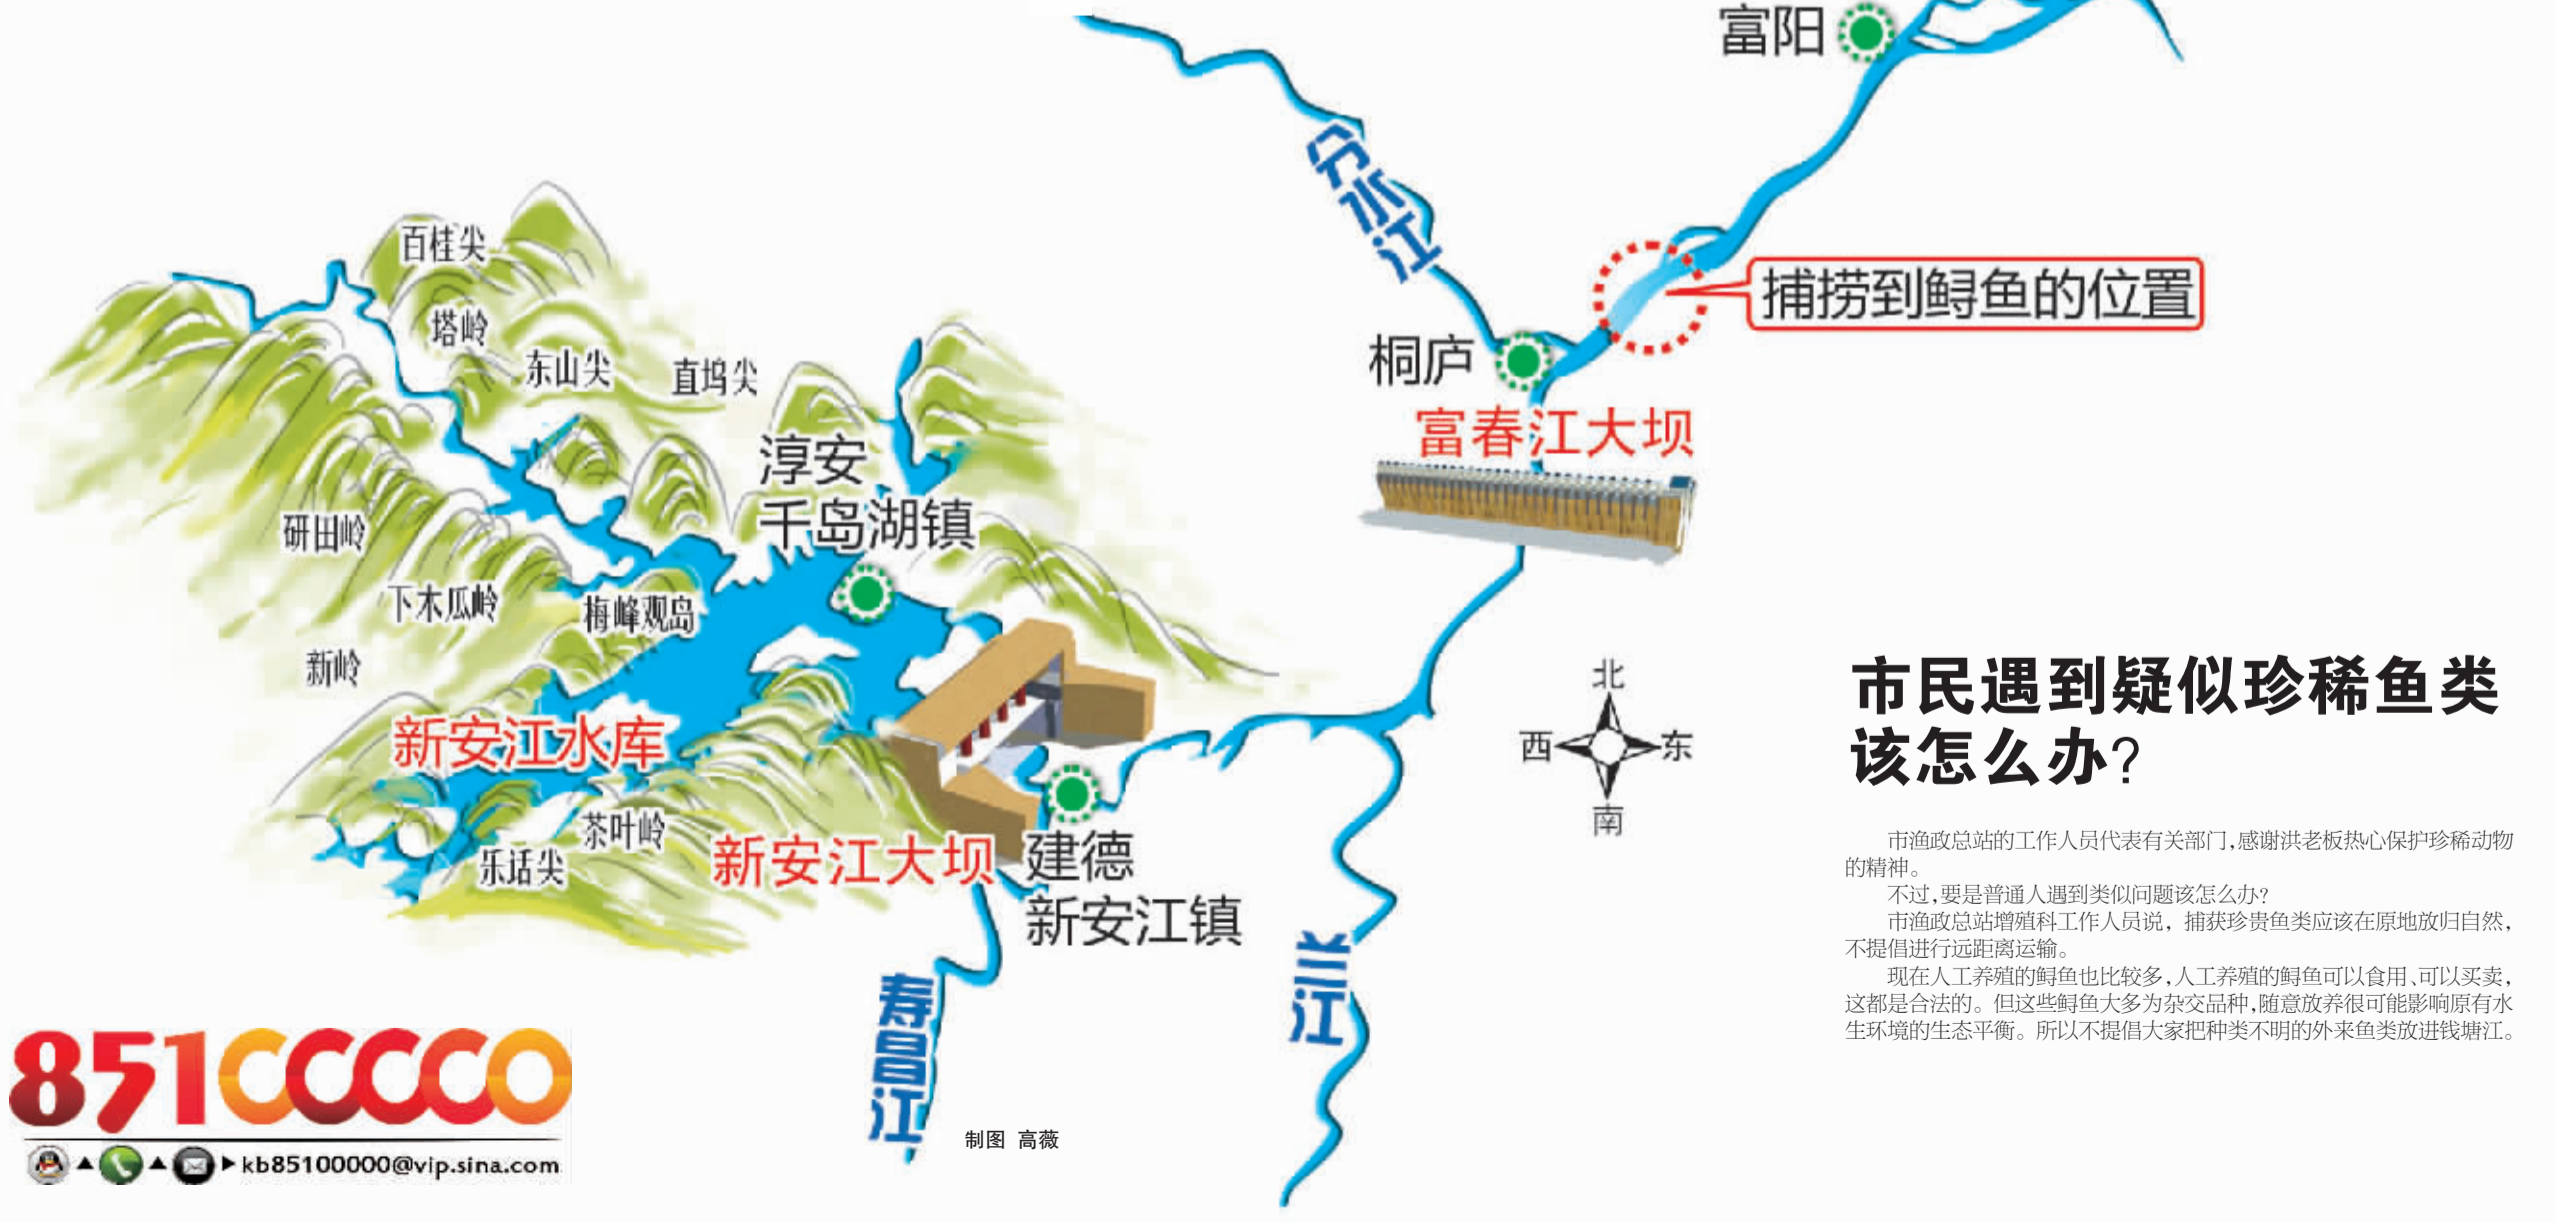 富阳
分水江
百桂尖
捕捞到鲟鱼的位置
塔岭
桐庐
东山尖
直坞尖
富春江大坝
淳安
千岛湖镇
研田岭
下木瓜岭
梅峰观岛
新岭
新安江水库
北
西
东
南
茶叶岭
乐话尖
新安江大坝
建德
新安江镇
兰江
寿昌江
制图 高薇
85100000
kb85100000@vip.sina.com
市民遇到疑似珍稀鱼类
该怎么办?
市渔政总站的工作人员代表有关部门,感谢洪老板热心保护珍稀动物
的精神。
不过,要是普通人遇到类似问题该怎么办?
市渔政总站增殖科工作人员说，捕获珍贵鱼类应该在原地放归自然,
不提倡进行远距离运输。
现在人工养殖的鲟鱼也比较多,人工养殖的鲟鱼可以食用、可以买卖,
这都是合法的。但这些鲟鱼大多为杂交品种,随意放养很可能影响原有水
生环境的生态平衡。所以不提倡大家把种类不明的外来鱼类放进钱塘江。